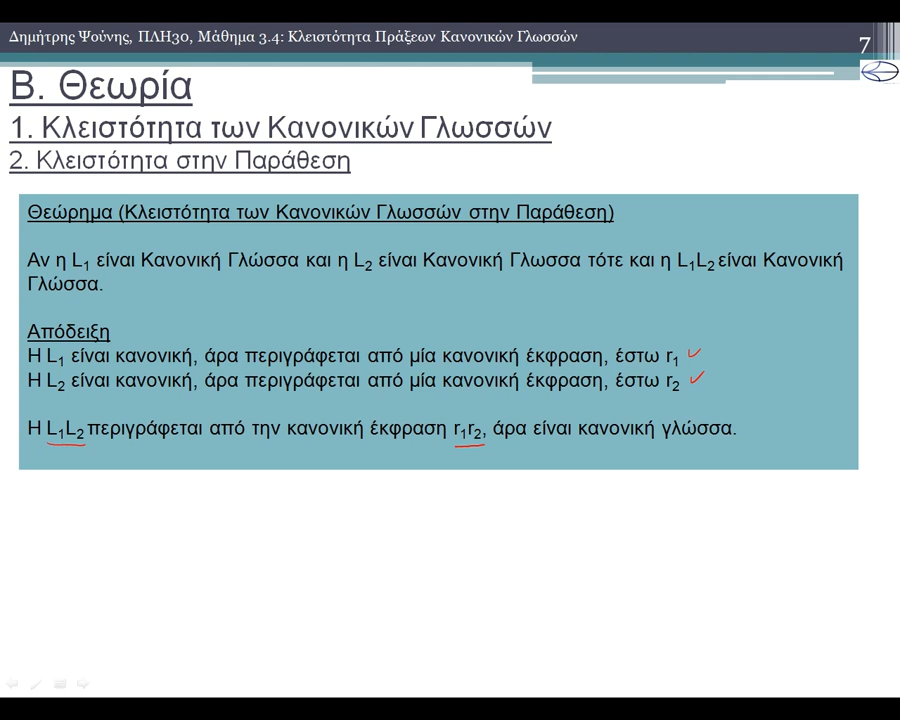 Δημήτρης Ψούνης, ΠΛΗ30, Μάθημα 3.4: Κλειστότητα Πράξεων Κανονικών Γλωσσών
7
Β. Θεωρία
1. Κλειστότητα των Κανονικών Γλωσσών
2. Κλειστότητα στην Παράθεση
Θεώρημα (Κλειστότητα των Κανονικών Γλωσσών στην Παράθεση)
Αν η L₁ είναι Κανονική Γλώσσα και η L₂ είναι Κανονική Γλωσσα τότε και η L₁L₂ είναι Κανονική
Γλώσσα.
Απόδειξη
Η L₁ είναι κανονική, άρα περιγράφεται από μία κανονική έκφραση, έστω r₁
Η L₂ είναι κανονική, άρα περιγράφεται από μία κανονική έκφραση, έστω r₂
Η L₁L₂ περιγράφεται από την κανονική έκφραση r₁r₂, άρα είναι κανονική γλώσσα.